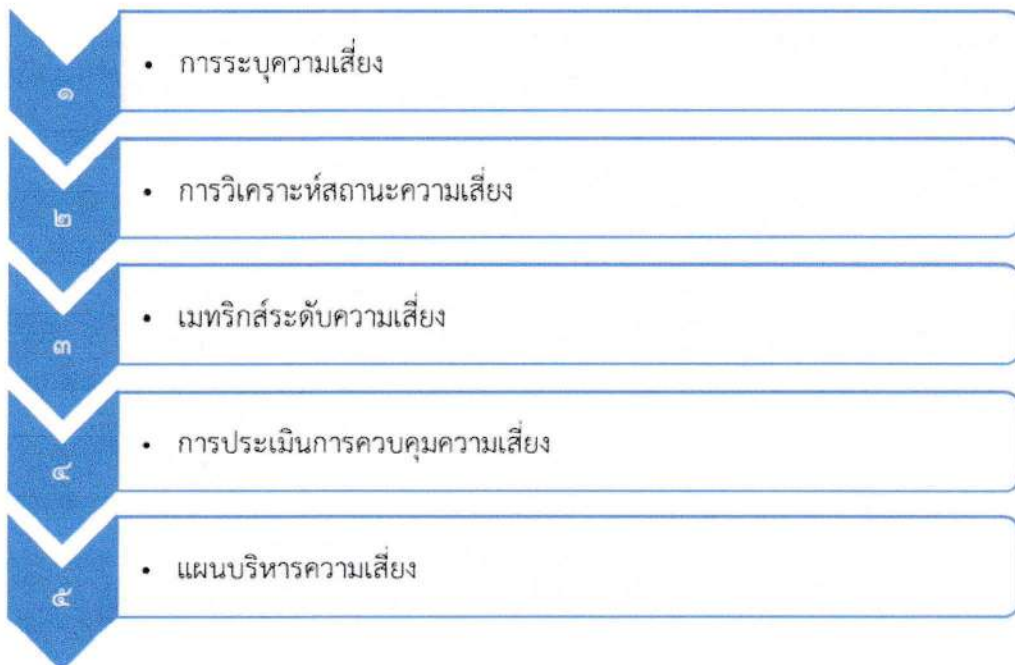 ๑
• การระบุความเสี่ยง
๒
• การวิเคราะห์สถานะความเสี่ยง
๓
• เมทริกส์ระดับความเสี่ยง
๔
• การประเมินการควบคุมความเสี่ยง
๕
• แผนบริหารความเสี่ยง